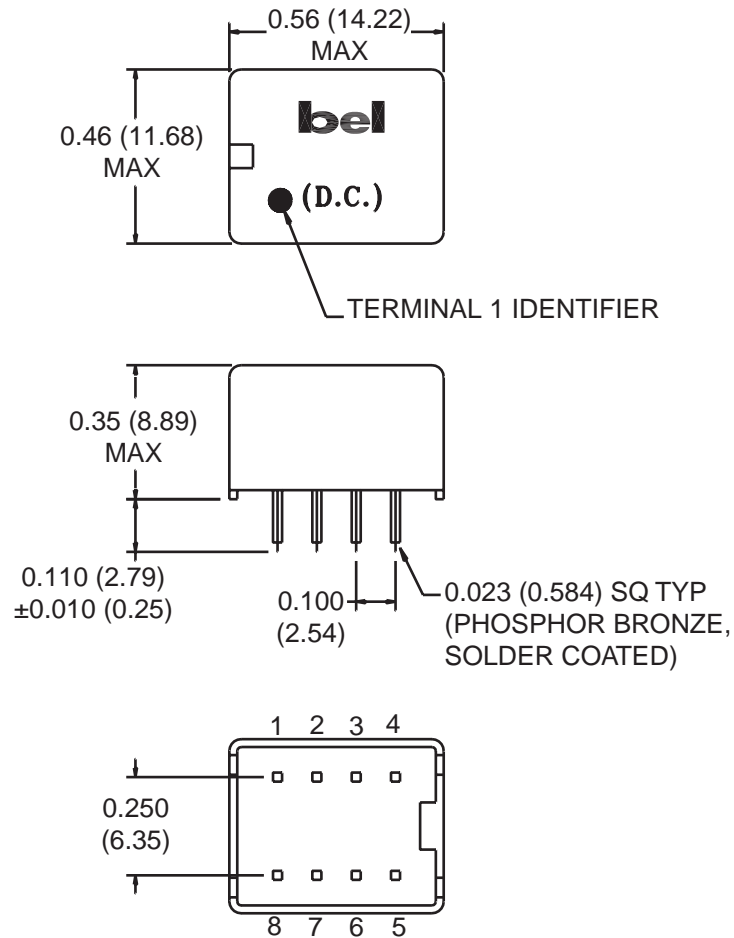 0.56 (14.22)
MAX
bel
0.46 (11.68)
MAX
(D.C.)
TERMINAL 1 IDENTIFIER
0.35 (8.89)
MAX
0.110 (2.79)
±0.010 (0.25)
0.100
(2.54)
0.023 (0.584) SQ TYP
(PHOSPHOR BRONZE,
SOLDER COATED)
1 2 3 4
0.250
(6.35)
8 7 6 5